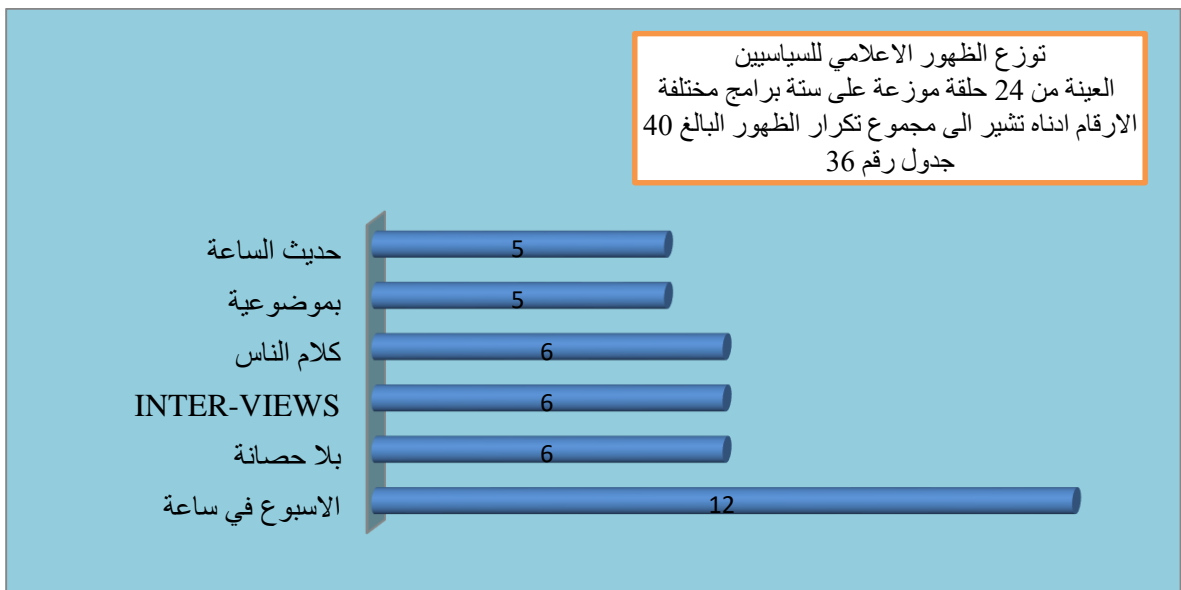 توزع الظهور الاعلامي للسياسيين
العينة من 24 حلقة موزعة على ستة برامج مختلفة
الارقام ادناه تشير الى مجموع تكرار الظهور البالغ 40
جدول رقم 36
حديث الساعة 5
بموضوعية 5
كلام الناس 6
INTER-VIEWS 6
بلا حصانة 6
الاسبوع في ساعة 12